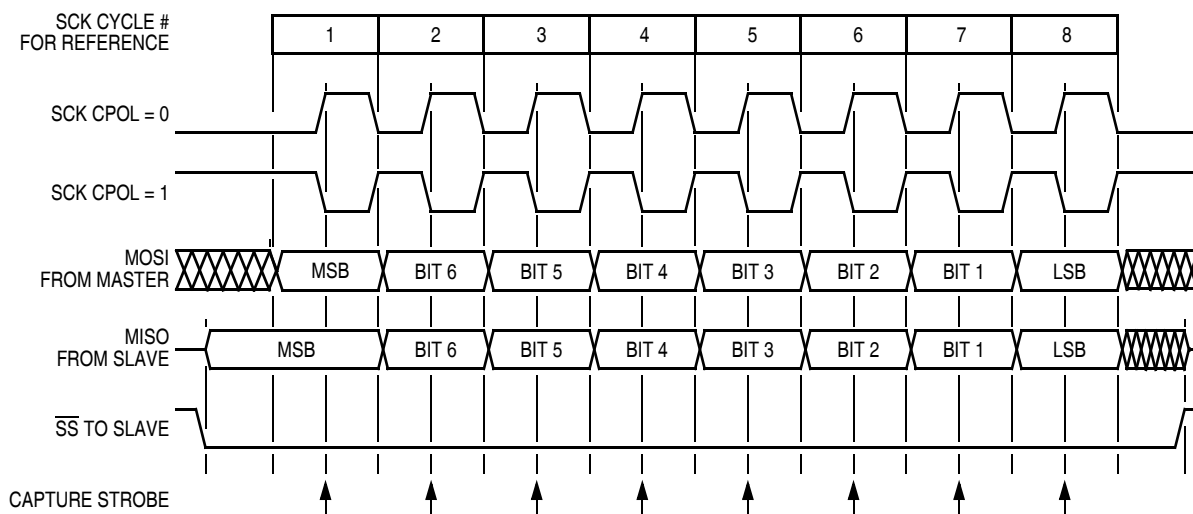 SCK CYCLE #
FOR REFERENCE
1 2 3 4 5 6 7 8
SCK CPOL = 0
SCK CPOL = 1
MOSI
FROM MASTER
MSB BIT 6 BIT 5 BIT 4 BIT 3 BIT 2 BIT 1 LSB
MISO
FROM SLAVE
MSB BIT 6 BIT 5 BIT 4 BIT 3 BIT 2 BIT 1 LSB
S̅S̅ TO SLAVE
CAPTURE STROBE